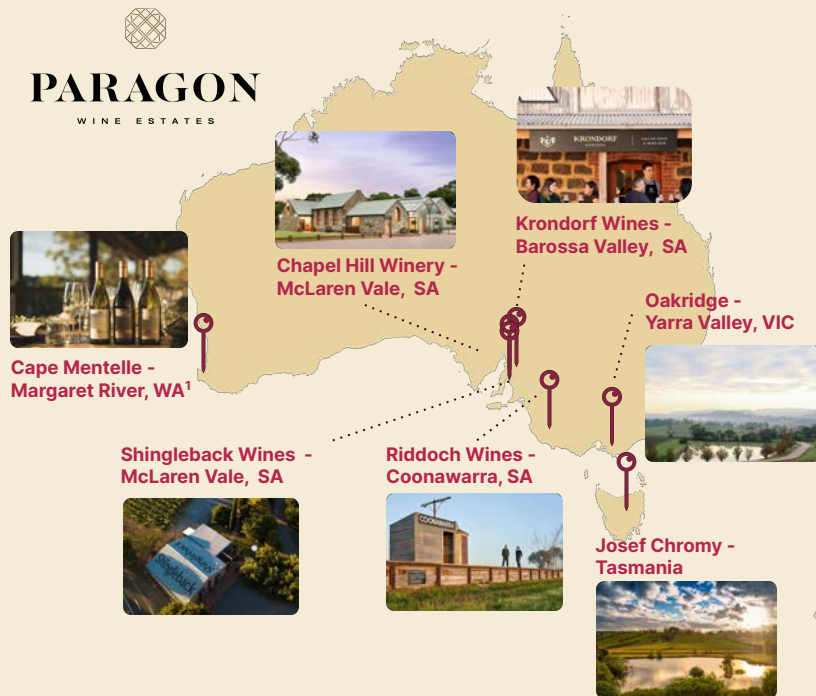 PARAGON
WINE ESTATES
KRONDORF
Krondorf Wines -
Barossa Valley, SA
Chapel Hill Winery -
McLaren Vale, SA
Oakridge -
Yarra Valley, VIC
Cape Mentelle -
Margaret River, WA¹
Shingleback Wines -
McLaren Vale, SA
Riddoch Wines -
Coonawarra, SA
Shingleback
COONAWARRA
Josef Chromy -
Tasmania